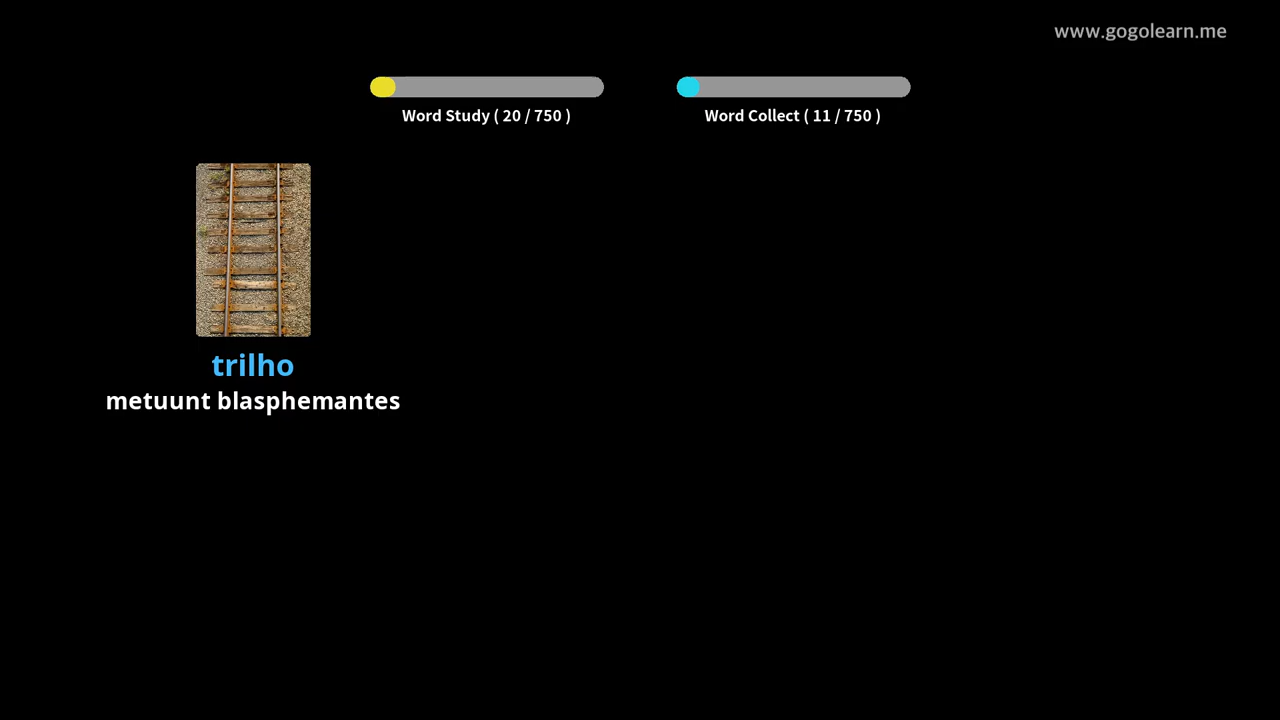 www.gogolearn.me
Word Study ( 20 / 750 )
Word Collect ( 11 / 750 )
trilho
metuunt blasphemantes